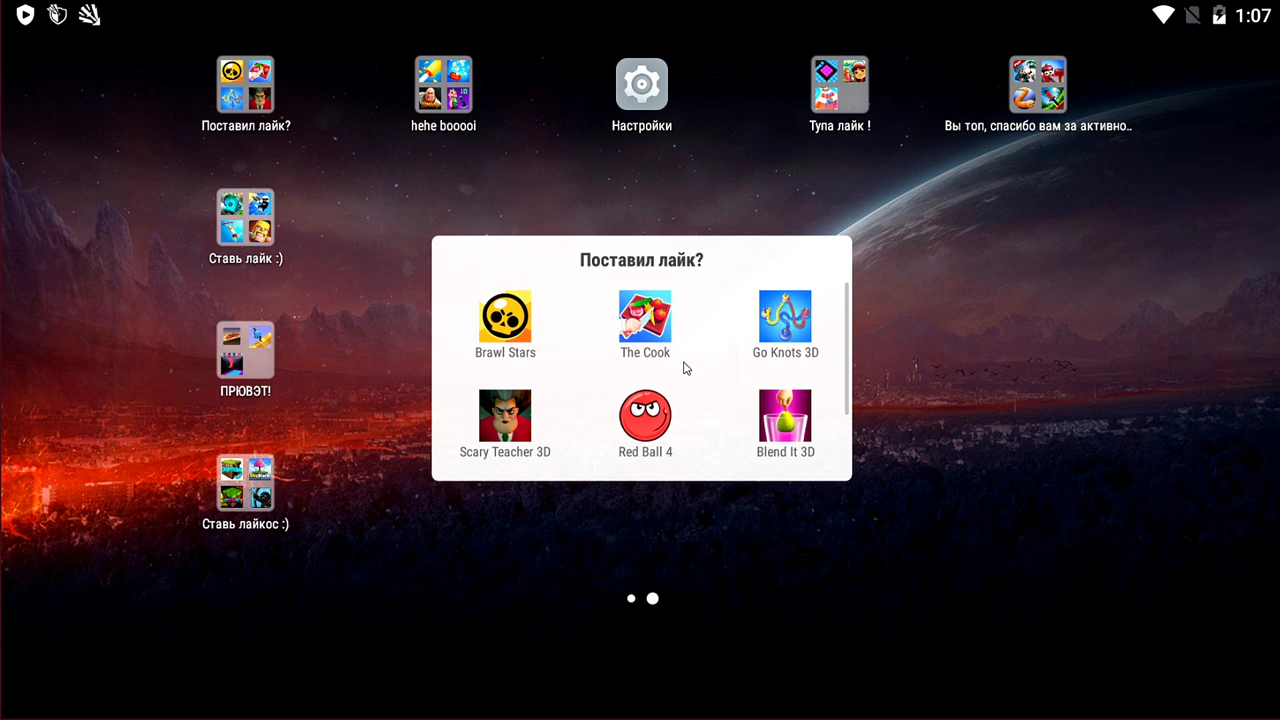 1:07
Поставил лайк?
hehe booooi
Настройки
Тупа лайк !
Вы топ, спасибо вам за активно..
Ставь лайк :)
ПРЮВЭТ!
Ставь лайкос :)
Поставил лайк?
Brawl Stars
The Cook
Go Knots 3D
Scary Teacher 3D
Red Ball 4
Blend It 3D